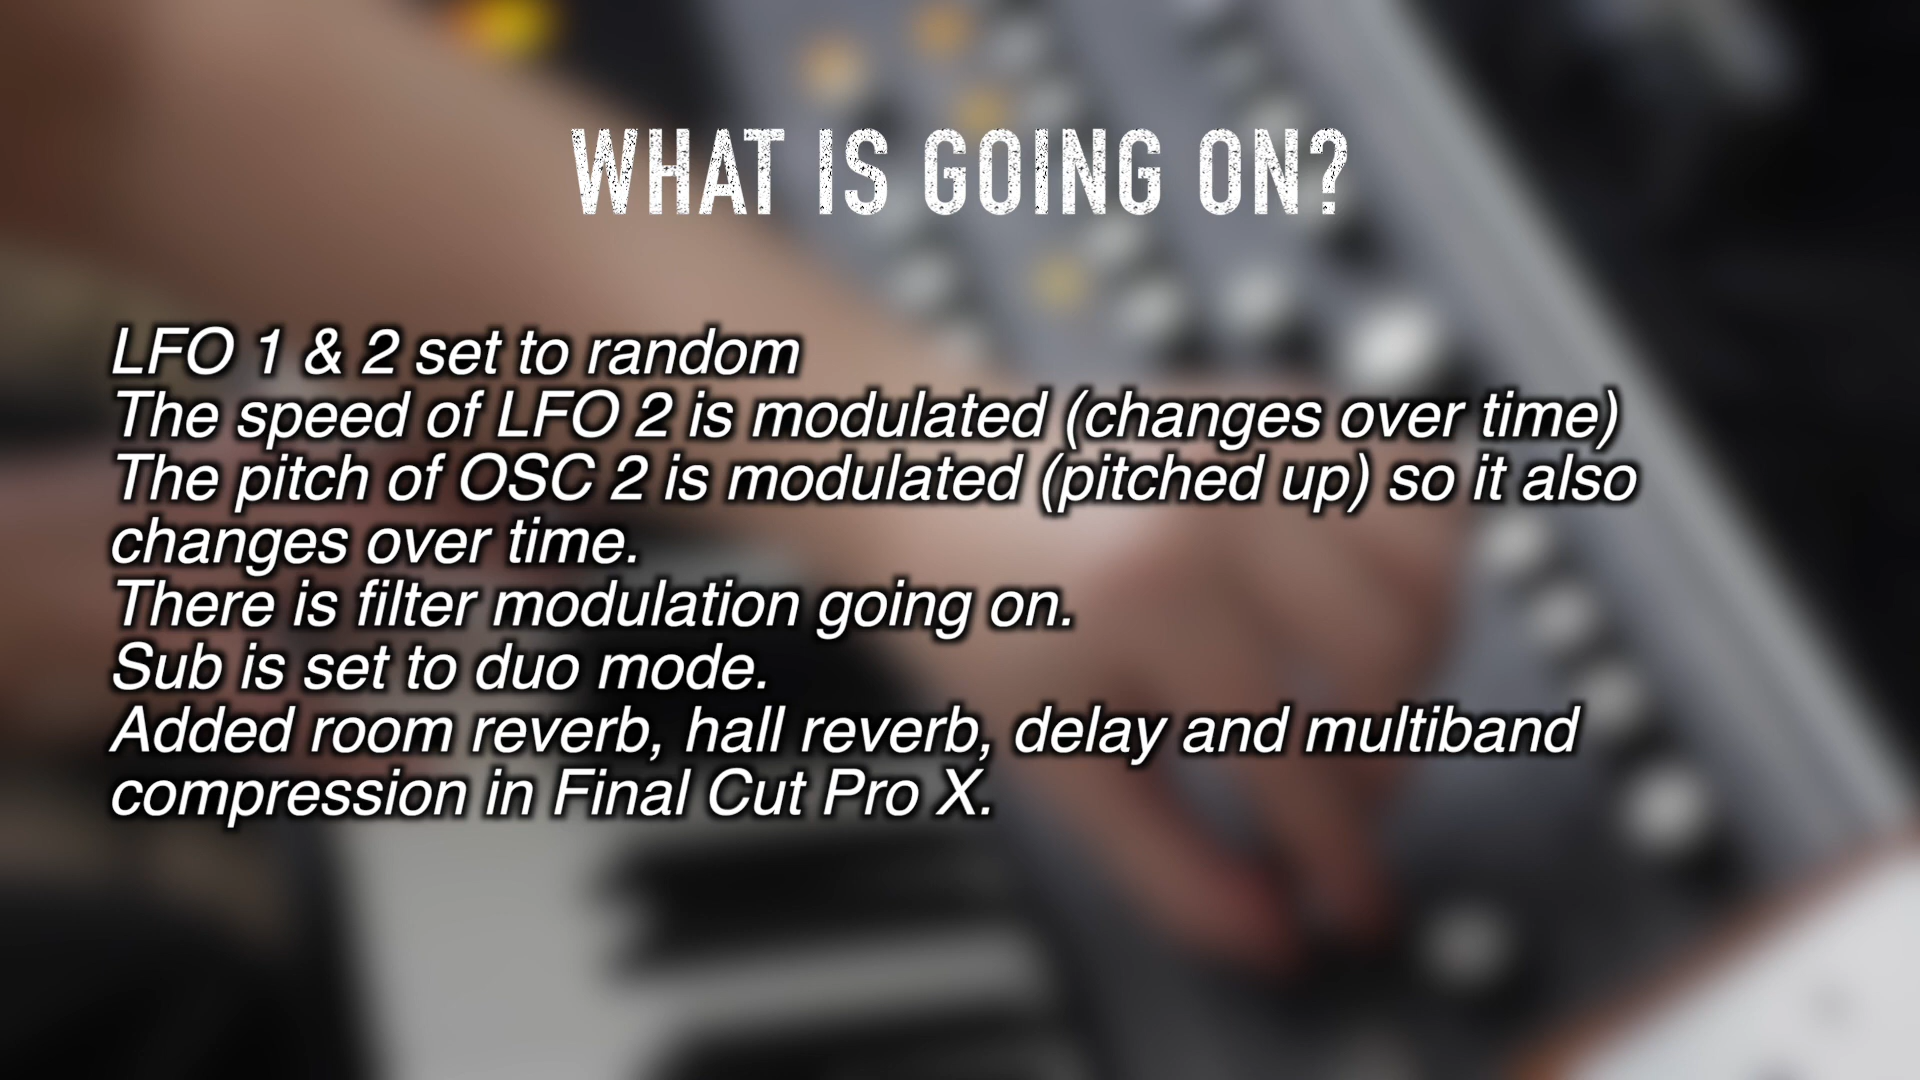 WHAT IS GOING ON?
LFO 1 & 2 set to random
The speed of LFO 2 is modulated (changes over time)
The pitch of OSC 2 is modulated (pitched up) so it also
changes over time.
There is filter modulation going on.
Sub is set to duo mode.
Added room reverb, hall reverb, delay and multiband
compression in Final Cut Pro X.